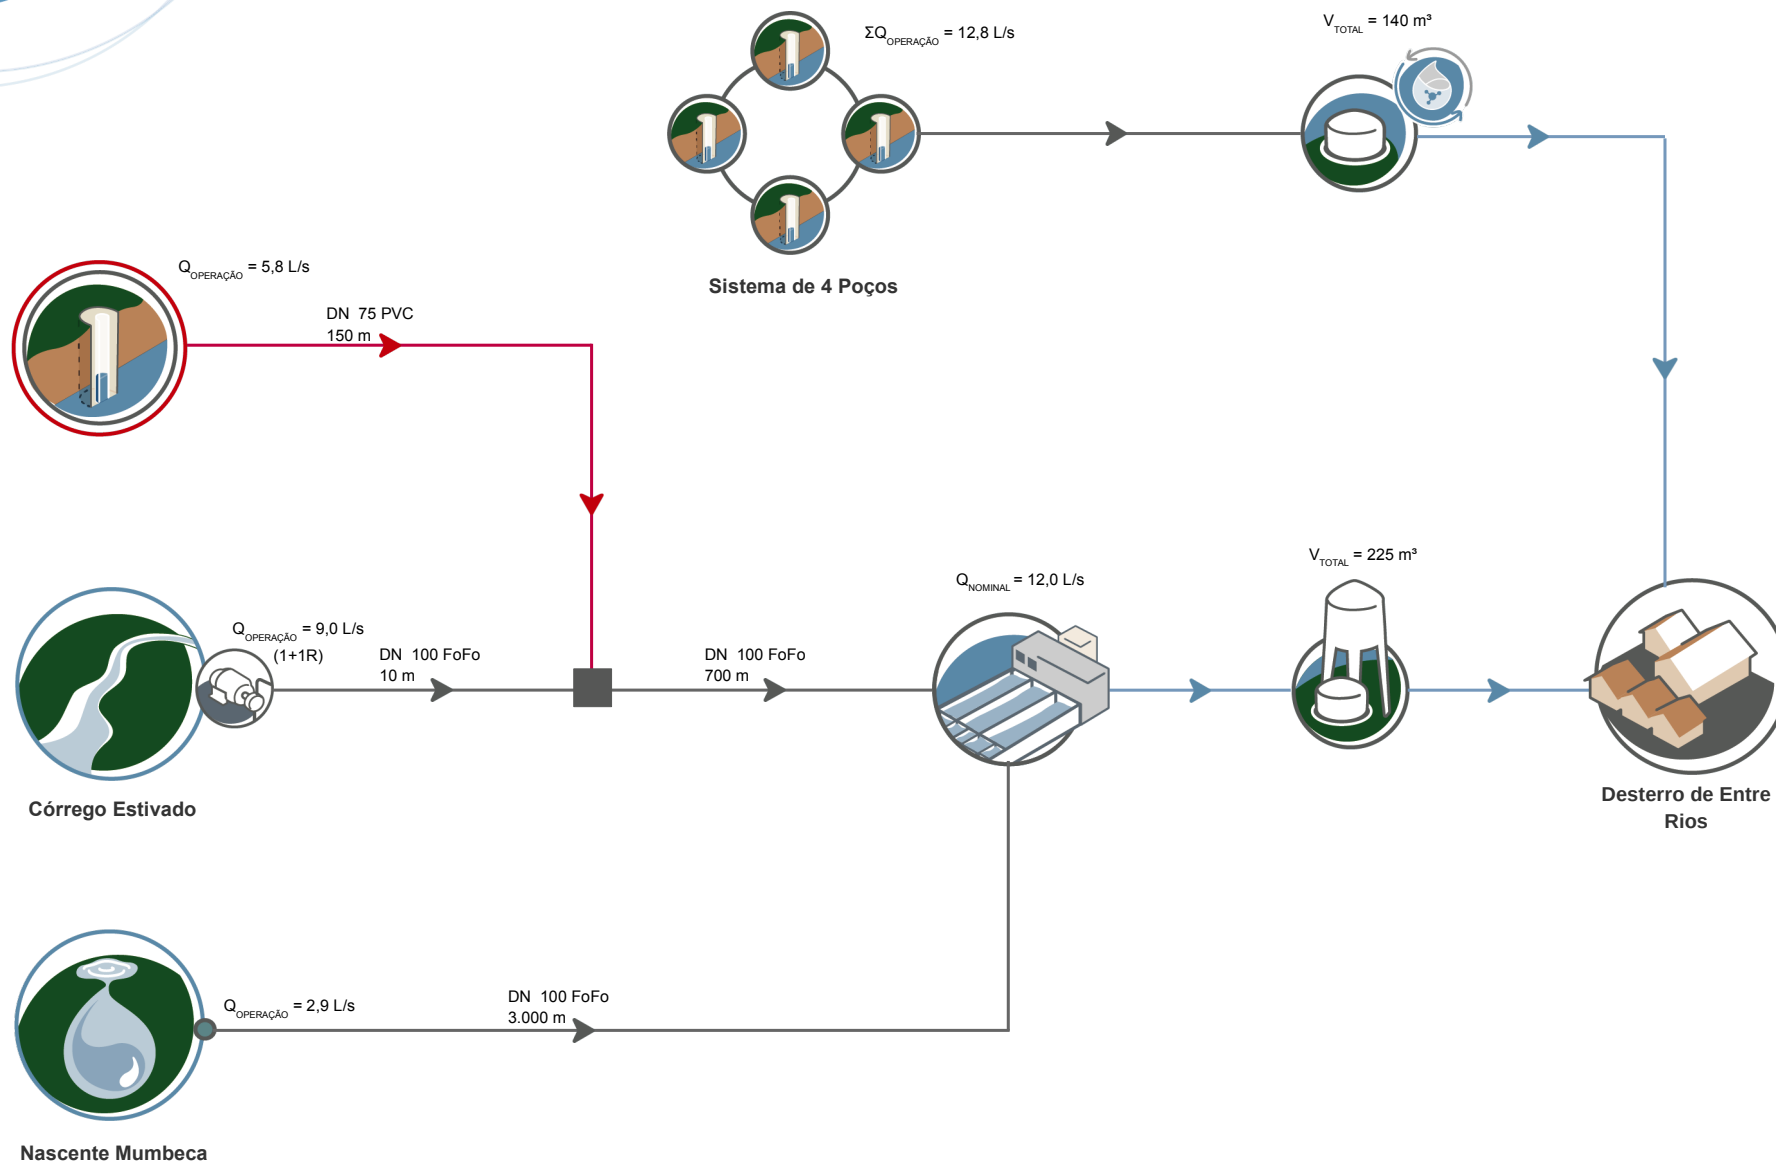 ΣQOPERAÇÃO = 12,8 L/s
VTOTAL = 140 m³
Sistema de 4 Poços
QOPERAÇÃO = 5,8 L/s
DN 75 PVC
150 m
VTOTAL = 225 m³
QNOMINAL = 12,0 L/s
QOPERAÇÃO = 9,0 L/s
(1+1R)
DN 100 FoFo
10 m
DN 100 FoFo
700 m
Córrego Estivado
Desterro de Entre
Rios
QOPERAÇÃO = 2,9 L/s
DN 100 FoFo
3.000 m
Nascente Mumbeca